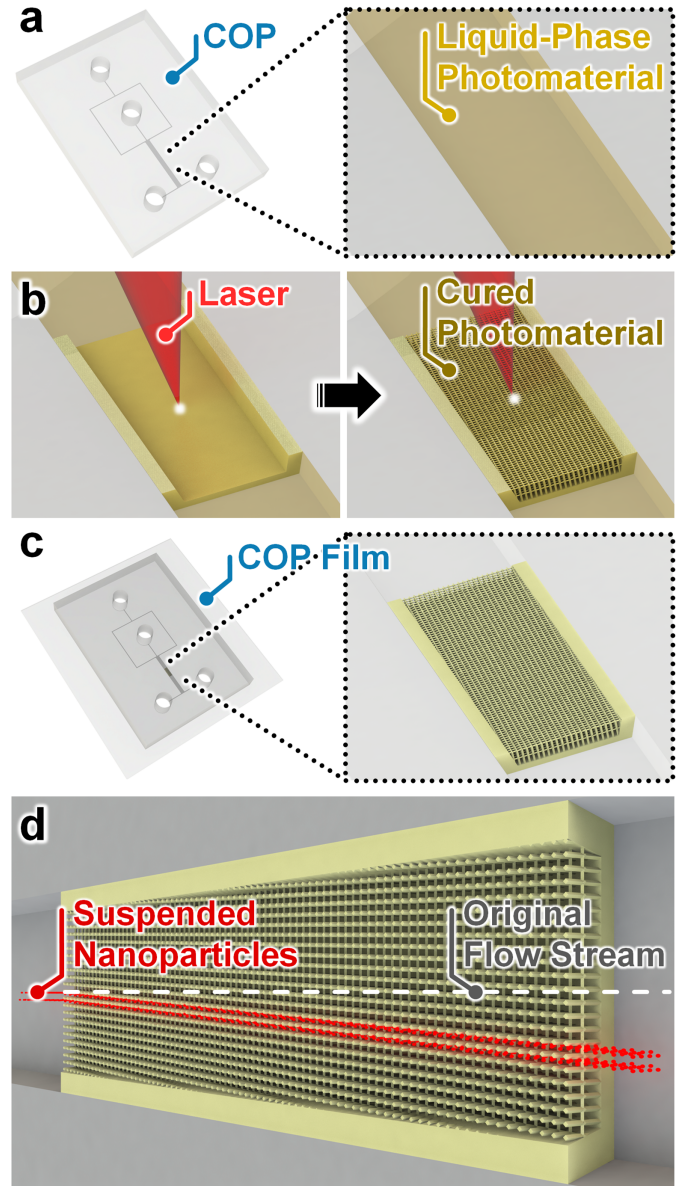 a
COP
Liquid-Phase
Photomaterial
b
Laser
Cured
Photomaterial
c
COP Film
d
Suspended
Nanoparticles
Original
Flow Stream